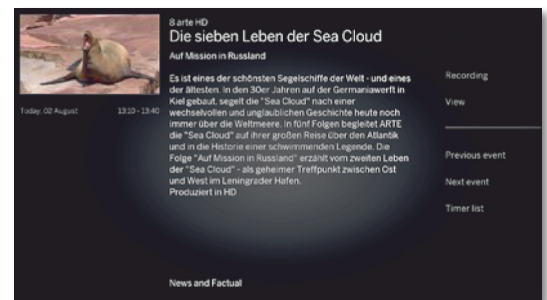 8 arte HD
Die sieben Leben der Sea Cloud
Auf Mission in Russland
Es ist eines der schönsten Segelschiffe der Welt - und eines
der ältesten. In den 30er Jahren auf der Germaniawerft in
Kiel gebaut, segelt die "Sea Cloud" nach einer
wechselvollen und unglaublichen Geschichte heute noch
immer über die Weltmeere. In fünf Folgen begleitet ARTE
die "Sea Cloud" auf ihrer großen Reise über den Atlantik
und in die Historie einer schwimmenden Legende. Die
Folge "Auf Mission in Russland" erzählt vom zweiten Leben
der "Sea Cloud" - als geheimer Treffpunkt zwischen Ost
und West im Leningrader Hafen.
Produziert in HD
Today, 02 August 13:10 - 13:40
News and Factual
Recording
View
Previous event
Next event
Timer list